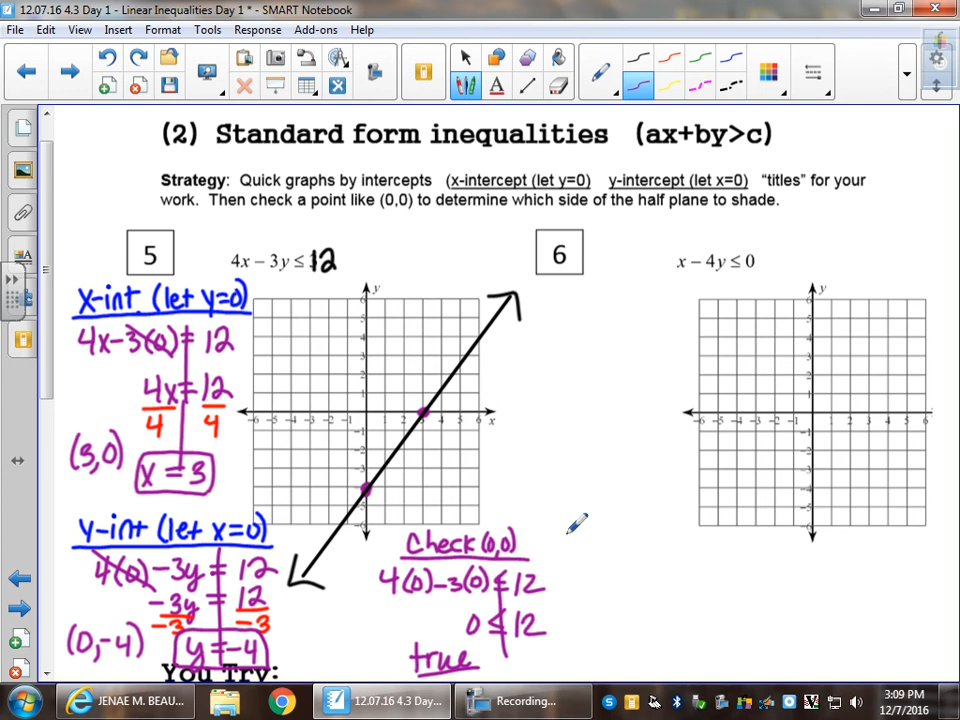 12.07.16 4.3 Day 1 - Linear Inequalities Day 1 * - SMART Notebook
File Edit View Insert Format Tools Response Add-ons Help
(2) Standard form inequalities (ax+by>c)
Strategy: Quick graphs by intercepts (x-intercept (let y=0) y-intercept (let x=0) "titles" for your
work. Then check a point like (0,0) to determine which side of the half plane to shade.
5
4x − 3y ≤ 12
6
x − 4y ≤ 0
x-int (let y=0)
4x-3(0) = 12
4x = 12
4 4
(3,0)
x = 3
y-int (let x=0)
4(0) -3y = 12
-3y = 12
-3 -3
(0,-4)
y = -4
y
x
Check (0,0)
4(0)-3(0) ≤ 12
0 ≤ 12
true
y
You Try:
JENAE M. BEAU...
12.07.16 4.3 Day 1 - Linear Inequalities D...
Recording...
3:09 PM
12/7/2016